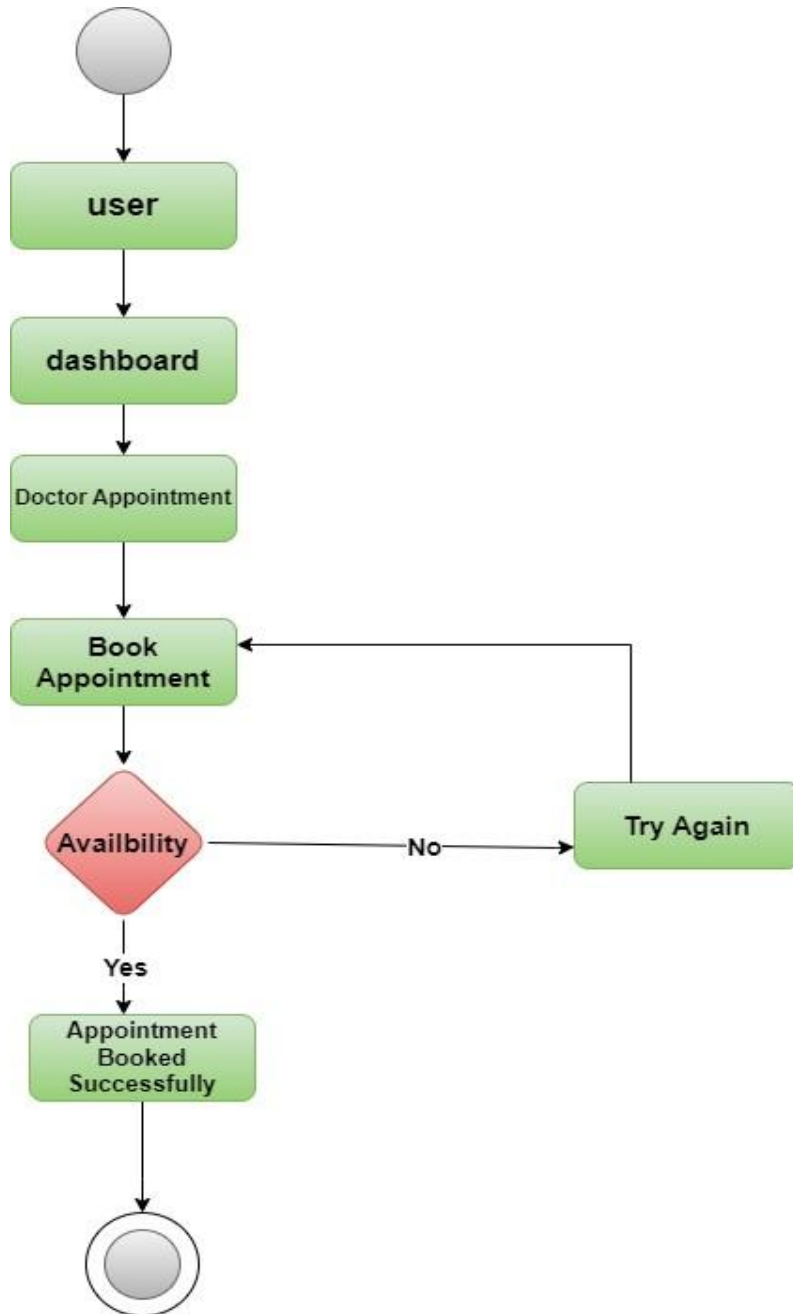 user
dashboard
Doctor Appointment
Book
Appointment
Availbility
No
Try Again
Yes
Appointment
Booked
Successfully